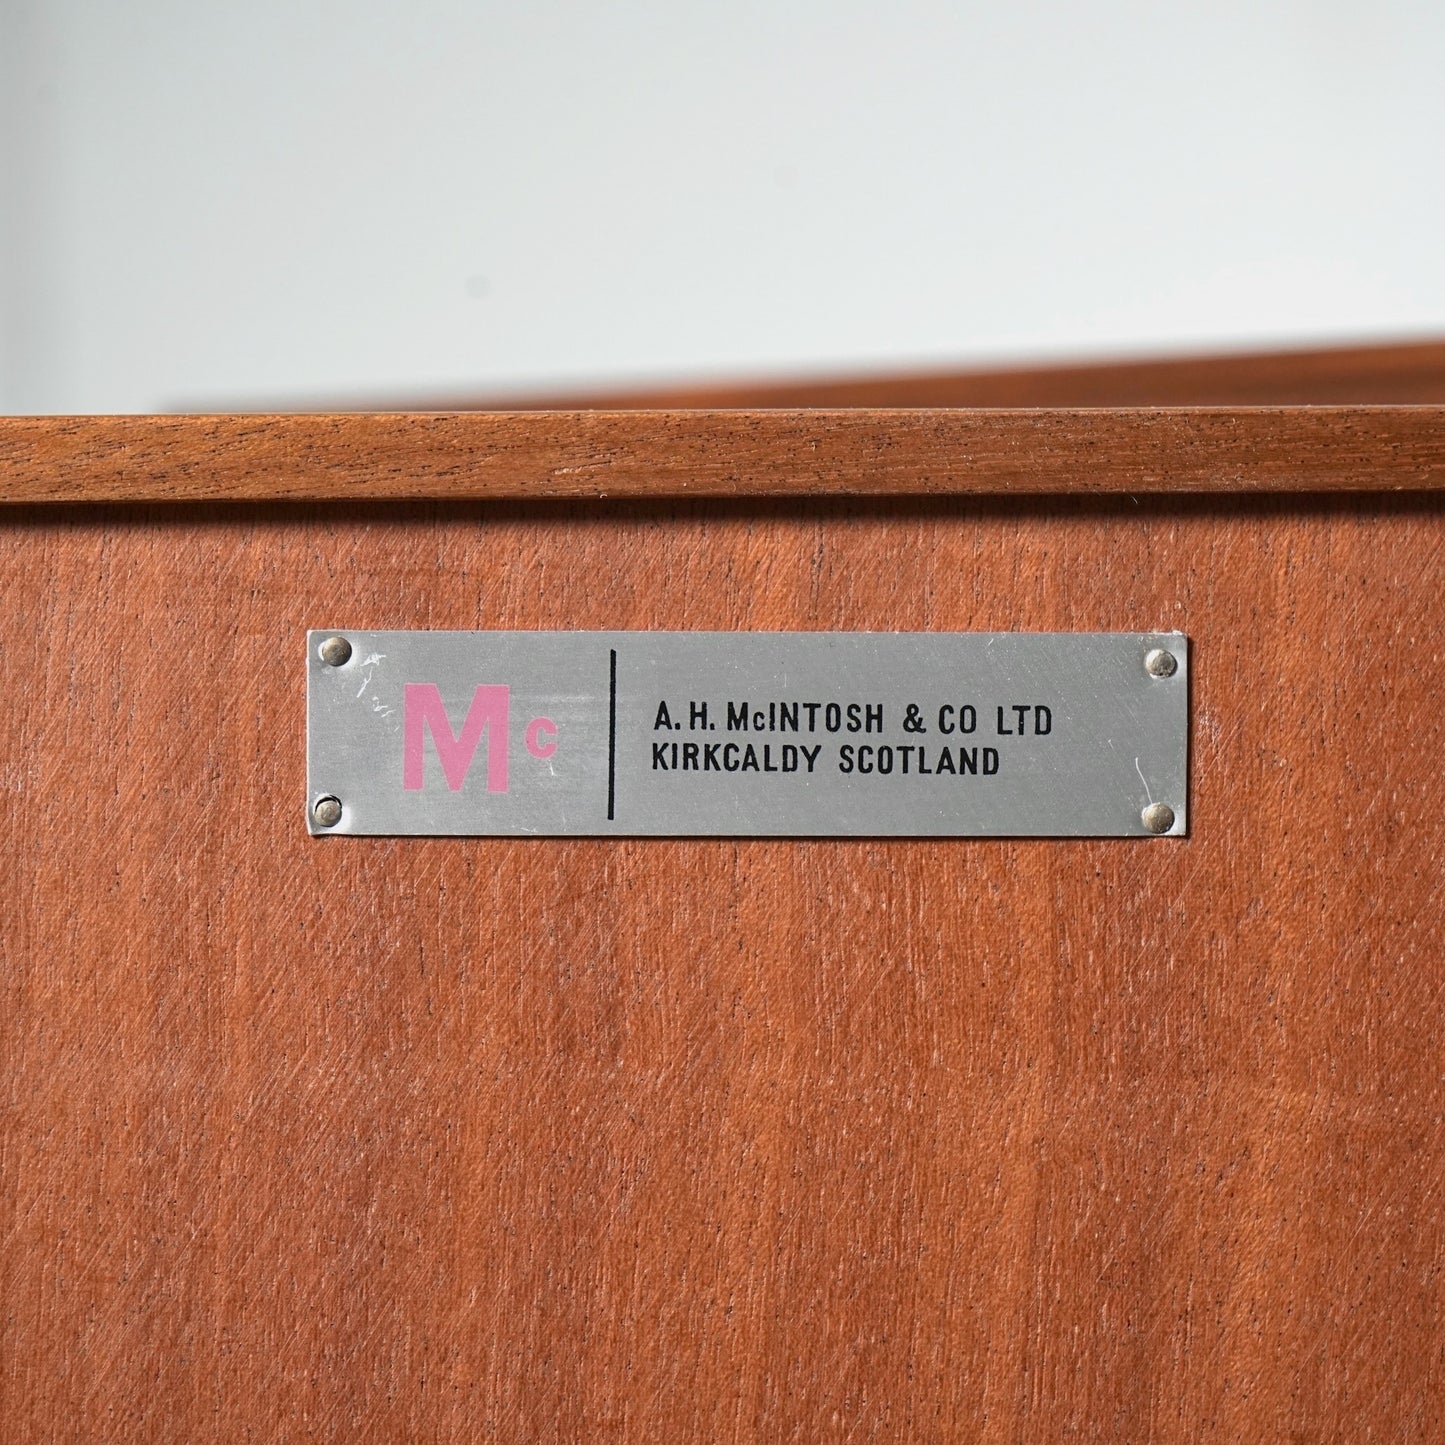 Mc
A. H. McINTOSH & CO LTD
KIRKCALDY SCOTLAND